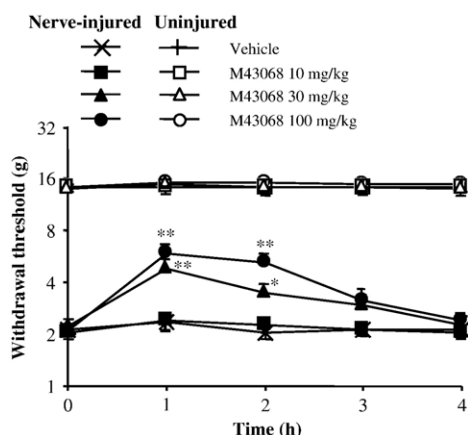 Nerve-injured Uninjured
Vehicle
M43068 10 mg/kg
M43068 30 mg/kg
M43068 100 mg/kg
32
16
8
4
2
1
Withdrawal threshold (g)
**
**
**
*
0 1 2 3 4
Time (h)